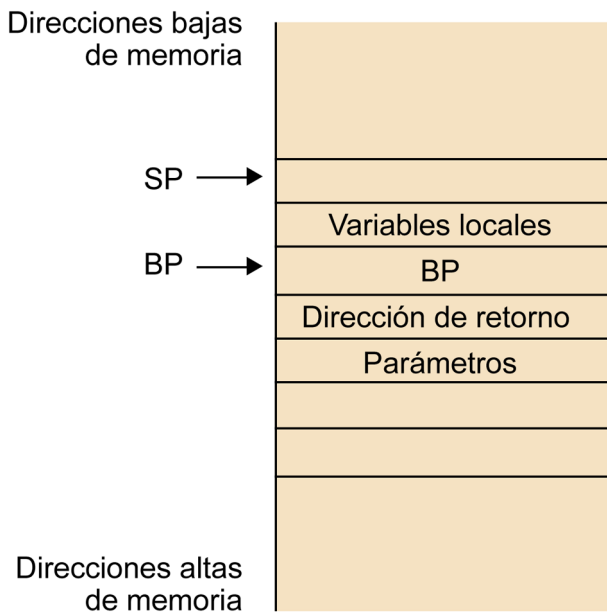 Direcciones bajas
de memoria
SP
Variables locales
BP
BP
Dirección de retorno
Parámetros
Direcciones altas
de memoria